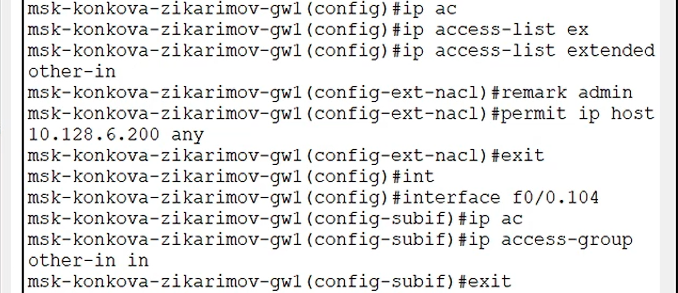 msk-konkova-zikarimov-gw1(config)#ip ac
msk-konkova-zikarimov-gw1(config)#ip access-list ex
msk-konkova-zikarimov-gw1(config)#ip access-list extended
other-in
msk-konkova-zikarimov-gw1(config-ext-nacl)#remark admin
msk-konkova-zikarimov-gw1(config-ext-nacl)#permit ip host
10.128.6.200 any
msk-konkova-zikarimov-gw1(config-ext-nacl)#exit
msk-konkova-zikarimov-gw1(config)#int
msk-konkova-zikarimov-gw1(config)#interface f0/0.104
msk-konkova-zikarimov-gw1(config-subif)#ip ac
msk-konkova-zikarimov-gw1(config-subif)#ip access-group
other-in in
msk-konkova-zikarimov-gw1(config-subif)#exit